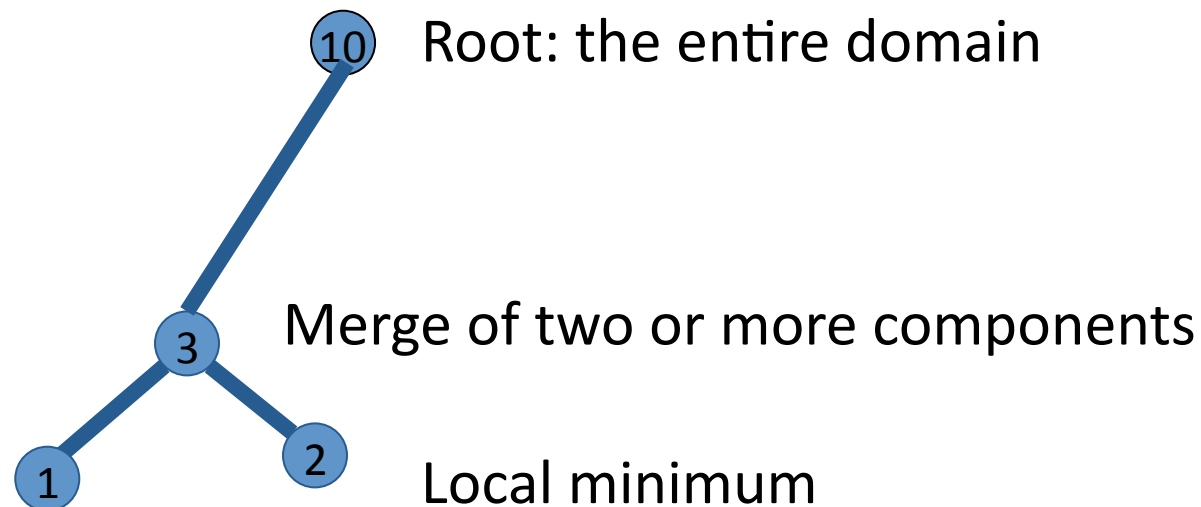 10 Root: the entire domain
3 Merge of two or more components
2
1 Local minimum